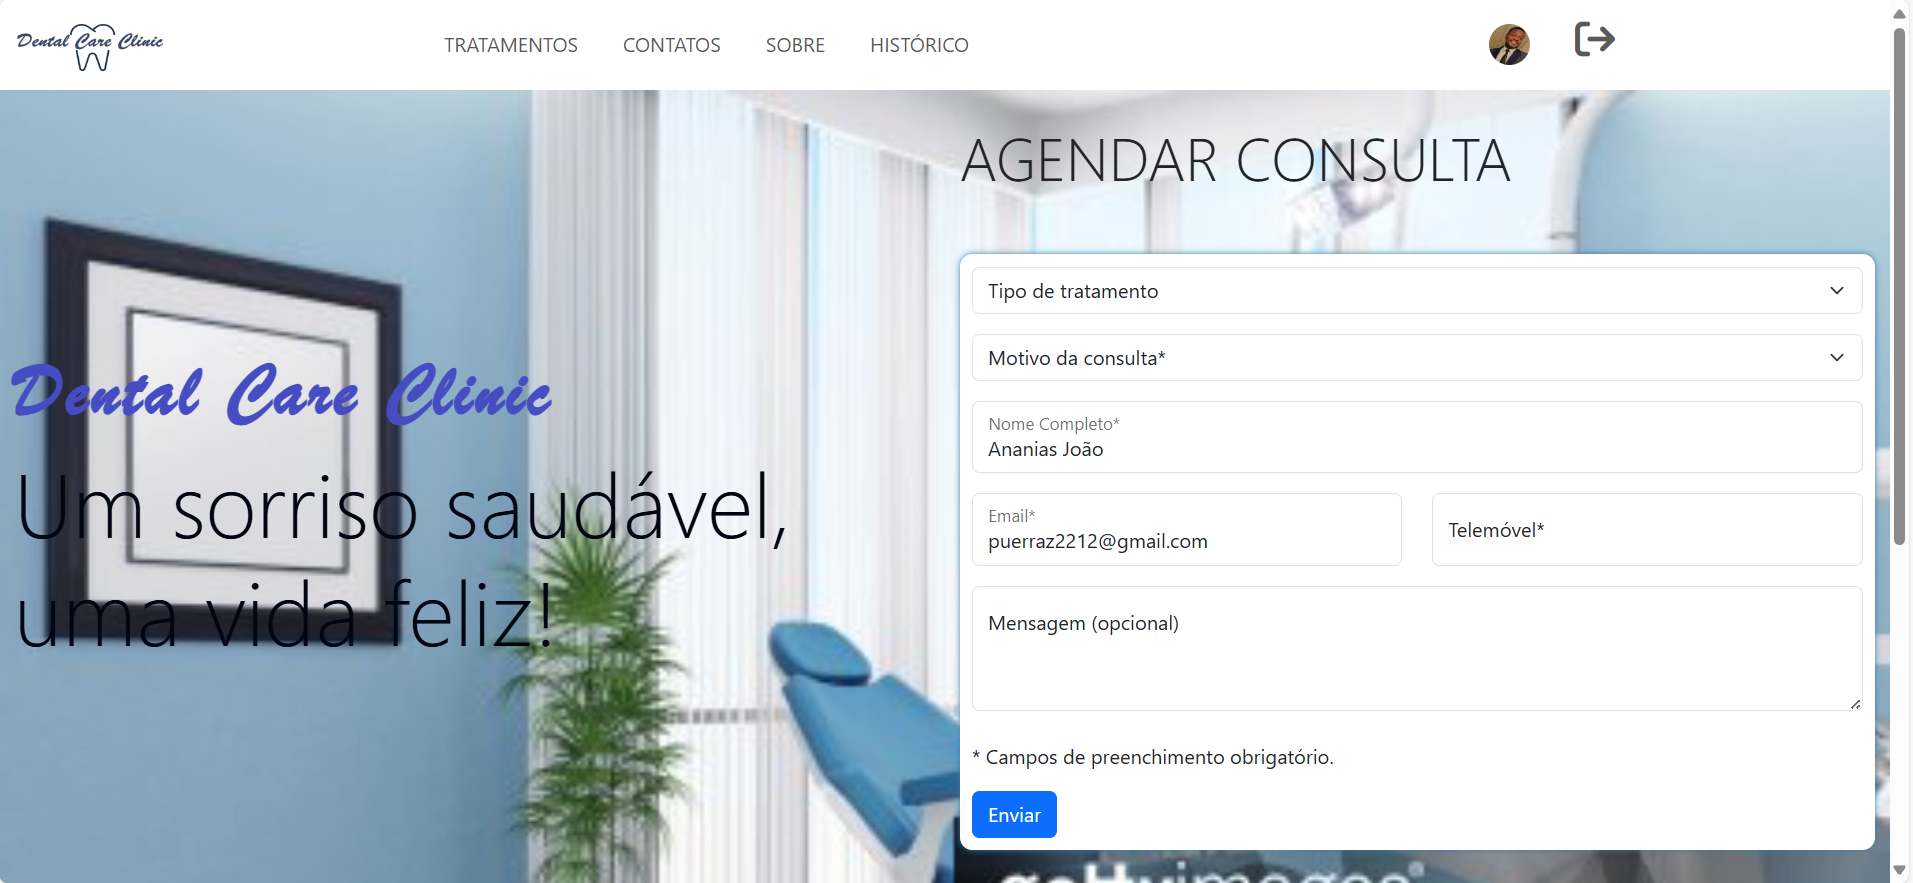 Dental Care Clinic
TRATAMENTOS CONTATOS SOBRE HISTÓRICO
AGENDAR CONSULTA
Dental Care Clinic
Um sorriso saudável,
uma vida feliz!
Tipo de tratamento
Motivo da consulta*
Nome Completo*
Ananias João
Email*
puerraz2212@gmail.com
Telemóvel*
Mensagem (opcional)
* Campos de preenchimento obrigatório.
Enviar